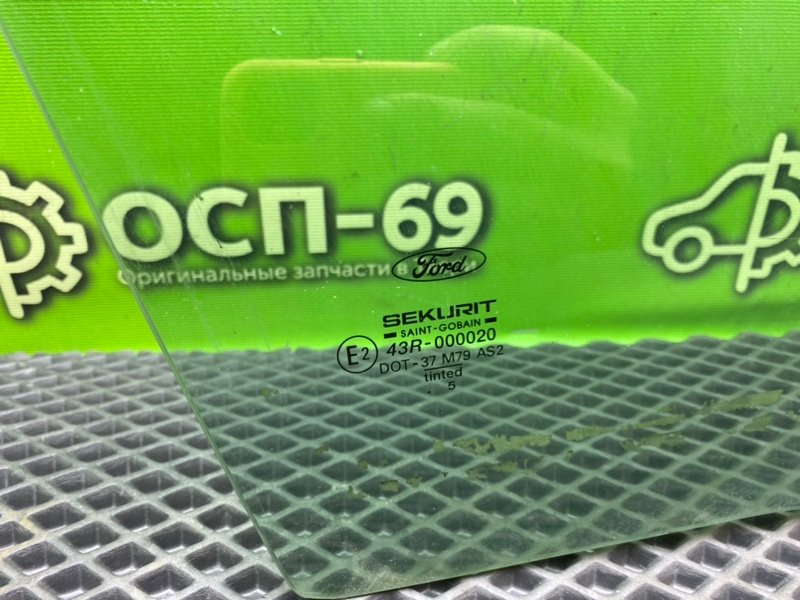 ОСП-69
Оригинальные запчасти в
Ford
SEKURIT
SAINT-GOBAIN
E2 43R-000020
DOT-37 M79 AS2
tinted
5